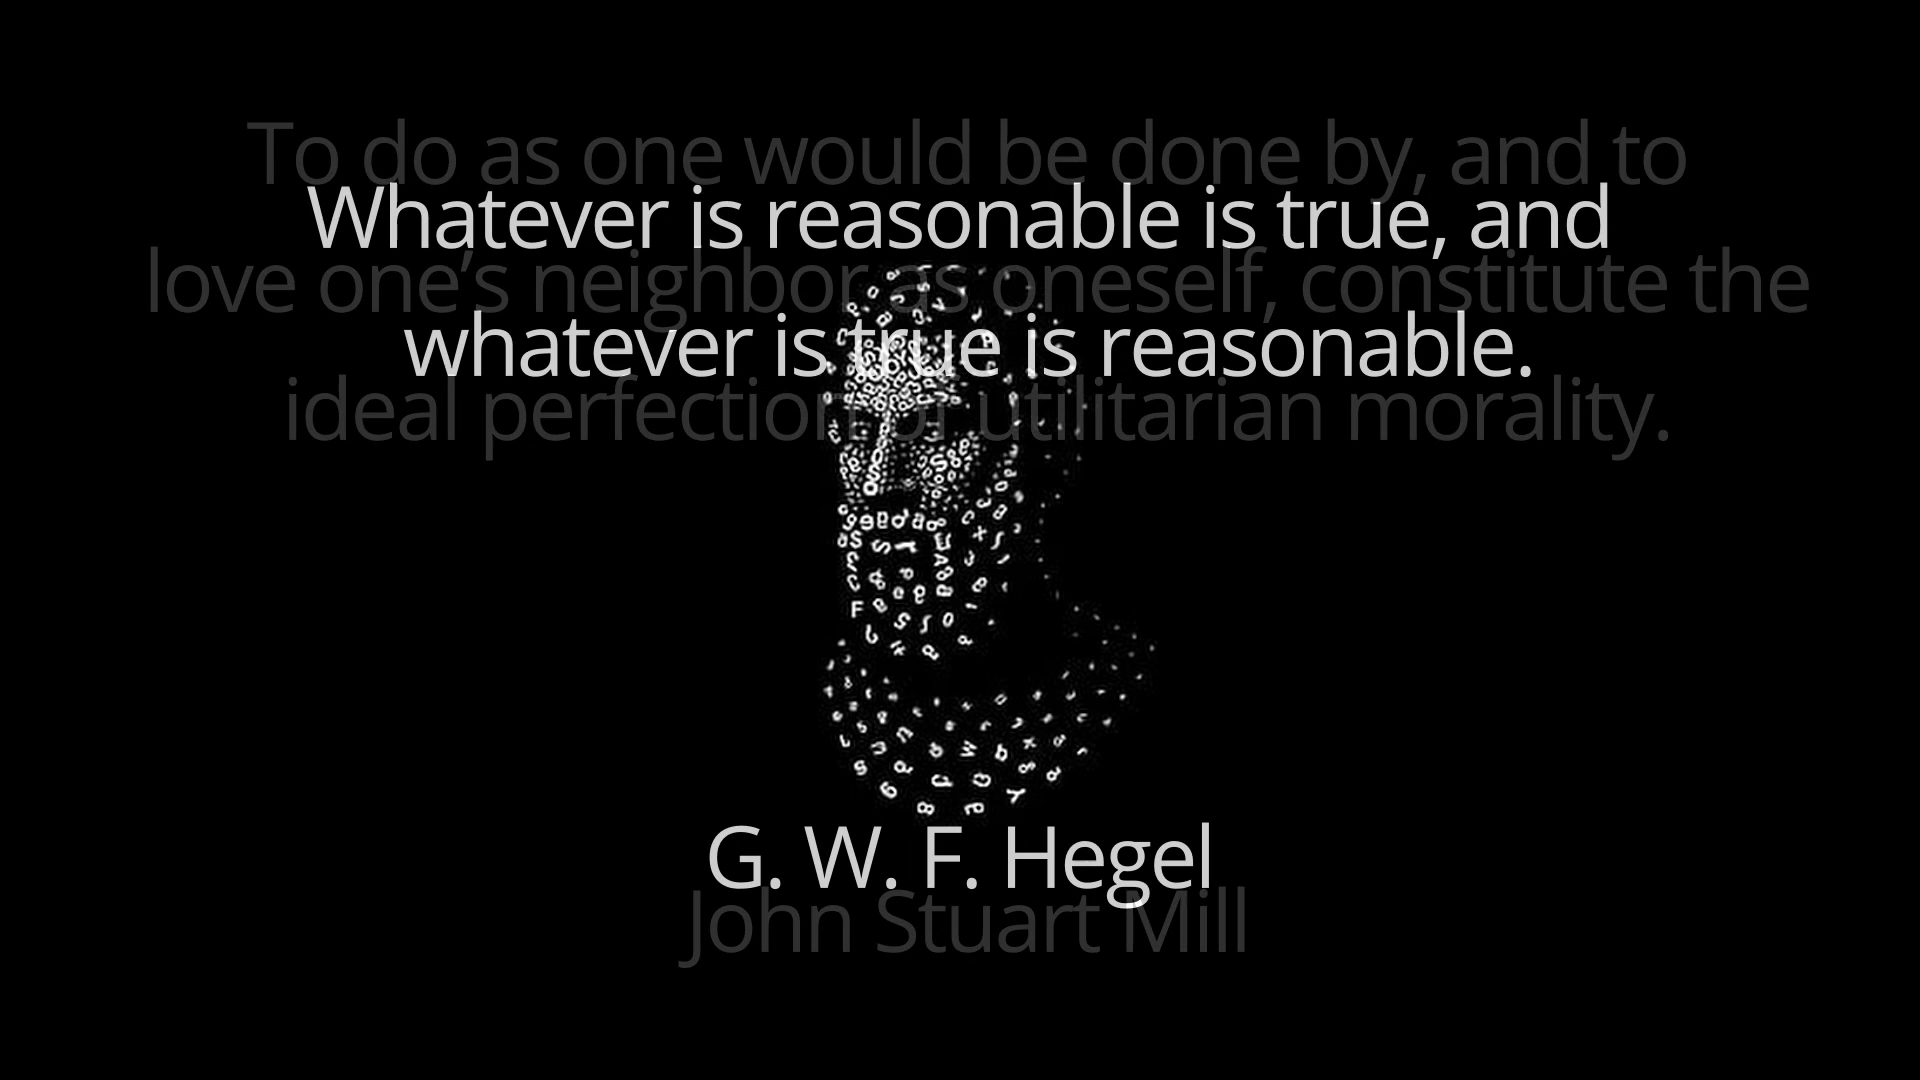 To do as one would be done by, and to
Whatever is reasonable is true, and
love one's neighbor as oneself, constitute the
whatever is true is reasonable.
ideal perfection of utilitarian morality.
G. W. F. Hegel
John Stuart Mill